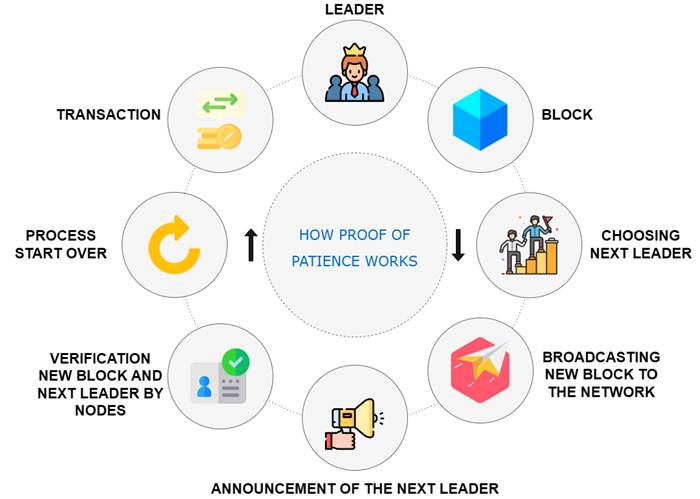 LEADER
TRANSACTION
BLOCK
HOW PROOF OF
PATIENCE WORKS
PROCESS
START OVER
CHOOSING
NEXT LEADER
VERIFICATION
NEW BLOCK AND
NEXT LEADER BY
NODES
BROADCASTING
NEW BLOCK TO
THE NETWORK
ANNOUNCEMENT OF THE NEXT LEADER